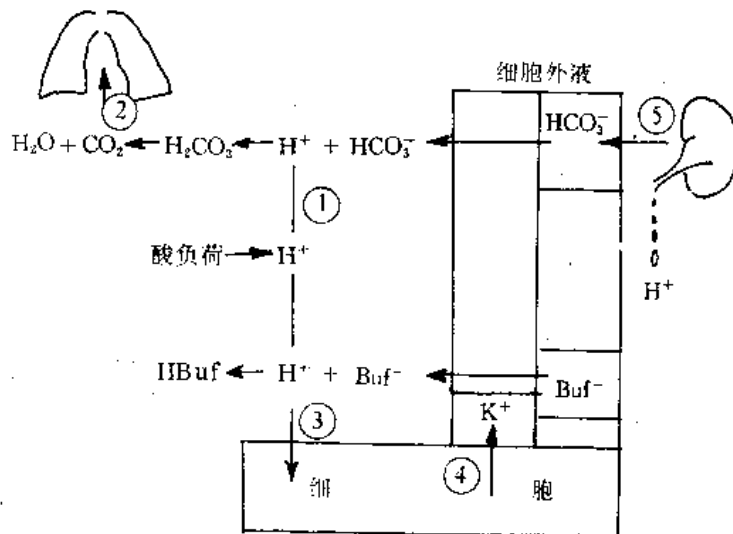 细胞外液
② HCO₃⁻ ⑤
H₂O + CO₂ H₂CO₃ H⁺ + HCO₃⁻
①
酸负荷 H⁺
H⁺
HBuf H⁺ + Buf⁻ Buf⁻
③ K⁺
细 ④ 胞